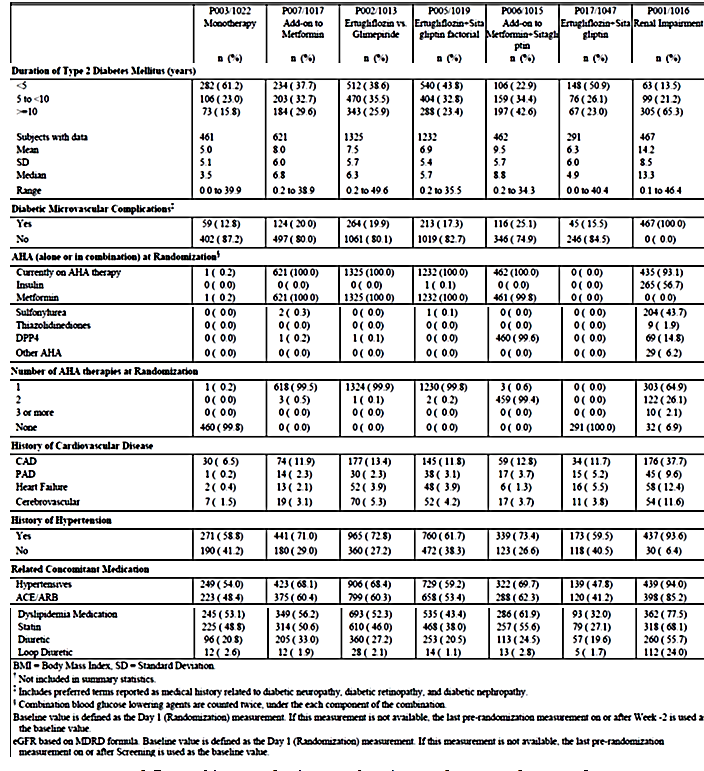 P003/1022 P007/1017 P002/1013 P005/1019 P006/1015 P017/1047 P001/1016
Monotherapy Add-on to Ertugliflozin vs. Ertugliflozin+Sita Add-on to Ertugliflozin+Sita Renal Impairment
Metformin Glimepiride gliptin factorial Metformin+Sitagli gliptin
ptin
n (%) n (%) n (%) n (%) n (%) n (%) n (%)
Duration of Type 2 Diabetes Mellitus (years)
<5 282 ( 61.2) 234 ( 37.7) 512 ( 38.6) 540 ( 43.8) 106 ( 22.9) 148 ( 50.9) 63 ( 13.5)
5 to <10 106 ( 23.0) 203 ( 32.7) 470 ( 35.5) 404 ( 32.8) 159 ( 34.4) 76 ( 26.1) 99 ( 21.2)
>=10 73 ( 15.8) 184 ( 29.6) 343 ( 25.9) 288 ( 23.4) 197 ( 42.6) 67 ( 23.0) 305 ( 65.3)
Subjects with data 461 621 1325 1232 462 291 467
Mean 5.0 8.0 7.5 6.9 9.5 6.3 14.2
SD 5.1 6.0 5.7 5.4 5.7 6.0 8.5
Median 3.5 6.8 6.3 5.7 8.8 4.9 13.3
Range 0.0 to 39.9 0.2 to 38.9 0.2 to 49.6 0.2 to 35.5 0.2 to 34.3 0.0 to 40.4 0.1 to 46.4
Diabetic Microvascular Complications‡
Yes 59 ( 12.8) 124 ( 20.0) 264 ( 19.9) 213 ( 17.3) 116 ( 25.1) 45 ( 15.5) 467 (100.0)
No 402 ( 87.2) 497 ( 80.0) 1061 ( 80.1) 1019 ( 82.7) 346 ( 74.9) 246 ( 84.5) 0 ( 0.0)
AHA (alone or in combination) at Randomization§
Currently on AHA therapy 1 ( 0.2) 621 (100.0) 1325 (100.0) 1232 (100.0) 462 (100.0) 0 ( 0.0) 435 ( 93.1)
Insulin 0 ( 0.0) 0 ( 0.0) 0 ( 0.0) 1 ( 0.1) 0 ( 0.0) 0 ( 0.0) 265 ( 56.7)
Metformin 1 ( 0.2) 621 (100.0) 1325 (100.0) 1232 (100.0) 461 ( 99.8) 0 ( 0.0) 0 ( 0.0)
Sulfonylurea 0 ( 0.0) 2 ( 0.3) 0 ( 0.0) 1 ( 0.1) 0 ( 0.0) 0 ( 0.0) 204 ( 43.7)
Thiazolidinediones 0 ( 0.0) 0 ( 0.0) 0 ( 0.0) 0 ( 0.0) 0 ( 0.0) 0 ( 0.0) 9 ( 1.9)
DPP4 0 ( 0.0) 1 ( 0.2) 1 ( 0.1) 0 ( 0.0) 460 ( 99.6) 0 ( 0.0) 69 ( 14.8)
Other AHA 0 ( 0.0) 0 ( 0.0) 0 ( 0.0) 0 ( 0.0) 0 ( 0.0) 0 ( 0.0) 29 ( 6.2)
Number of AHA therapies at Randomization
1 1 ( 0.2) 618 ( 99.5) 1324 ( 99.9) 1230 ( 99.8) 3 ( 0.6) 0 ( 0.0) 303 ( 64.9)
2 0 ( 0.0) 3 ( 0.5) 1 ( 0.1) 2 ( 0.2) 459 ( 99.4) 0 ( 0.0) 122 ( 26.1)
3 or more 0 ( 0.0) 0 ( 0.0) 0 ( 0.0) 0 ( 0.0) 0 ( 0.0) 0 ( 0.0) 10 ( 2.1)
None 460 ( 99.8) 0 ( 0.0) 0 ( 0.0) 0 ( 0.0) 0 ( 0.0) 291 (100.0) 32 ( 6.9)
History of Cardiovascular Disease
CAD 30 ( 6.5) 74 ( 11.9) 177 ( 13.4) 145 ( 11.8) 59 ( 12.8) 34 ( 11.7) 176 ( 37.7)
PAD 1 ( 0.2) 14 ( 2.3) 30 ( 2.3) 38 ( 3.1) 17 ( 3.7) 15 ( 5.2) 45 ( 9.6)
Heart Failure 2 ( 0.4) 13 ( 2.1) 52 ( 3.9) 48 ( 3.9) 6 ( 1.3) 16 ( 5.5) 58 ( 12.4)
Cerebrovascular 7 ( 1.5) 19 ( 3.1) 70 ( 5.3) 52 ( 4.2) 17 ( 3.7) 11 ( 3.8) 54 ( 11.6)
History of Hypertension
Yes 271 ( 58.8) 441 ( 71.0) 965 ( 72.8) 760 ( 61.7) 339 ( 73.4) 173 ( 59.5) 437 ( 93.6)
No 190 ( 41.2) 180 ( 29.0) 360 ( 27.2) 472 ( 38.3) 123 ( 26.6) 118 ( 40.5) 30 ( 6.4)
Related Concomitant Medication
Hypertensives 249 ( 54.0) 423 ( 68.1) 906 ( 68.4) 729 ( 59.2) 322 ( 69.7) 139 ( 47.8) 439 ( 94.0)
ACE/ARB 223 ( 48.4) 375 ( 60.4) 799 ( 60.3) 658 ( 53.4) 288 ( 62.3) 120 ( 41.2) 398 ( 85.2)
Dyslipidemia Medication 245 ( 53.1) 349 ( 56.2) 693 ( 52.3) 535 ( 43.4) 286 ( 61.9) 93 ( 32.0) 362 ( 77.5)
Statin 225 ( 48.8) 314 ( 50.6) 610 ( 46.0) 468 ( 38.0) 257 ( 55.6) 79 ( 27.1) 318 ( 68.1)
Diuretic 96 ( 20.8) 205 ( 33.0) 360 ( 27.2) 253 ( 20.5) 113 ( 24.5) 57 ( 19.6) 260 ( 55.7)
Loop Diuretic 12 ( 2.6) 12 ( 1.9) 28 ( 2.1) 14 ( 1.1) 13 ( 2.8) 5 ( 1.7) 112 ( 24.0)
BMI = Body Mass Index, SD = Standard Deviation.
† Not included in summary statistics.
‡ Includes preferred terms reported as medical history related to diabetic neuropathy, diabetic retinopathy, and diabetic nephropathy.
§ Combination blood glucose lowering agents are counted twice, under the each component of the combination.
Baseline value is defined as the Day 1 (Randomization) measurement. If this measurement is not available, the last pre-randomization measurement on or after Week -2 is used as
the baseline value.
eGFR based on MDRD formula. Baseline value is defined as the Day 1 (Randomization) measurement. If this measurement is not available, the last pre-randomization
measurement on or after Screening is used as the baseline value.